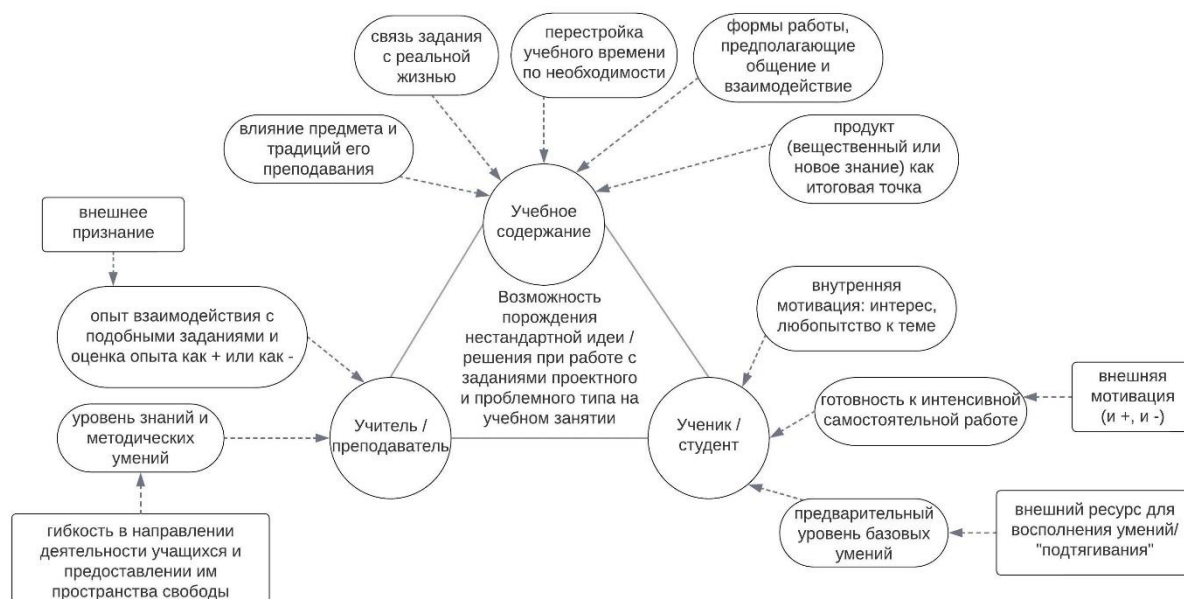 связь задания
с реальной
жизнью
перестройка
учебного времени
по необходимости
формы работы,
предполагающие
общение и
взаимодействие
влияние предмета и
традиций его
преподавания
продукт
(вещественный или
новое знание) как
итоговая точка
Учебное
содержание
внешнее
признание
опыт взаимодействия с
подобными заданиями и
оценка опыта как + или как -
Возможность
порождения
нестандартной идеи /
решения при работе с
заданиями проектного
и проблемного типа на
учебном занятии
внутренняя
мотивация: интерес,
любопытство к теме
уровень знаний и
методических
умений
Учитель /
преподаватель
Ученик /
студент
готовность к интенсивной
самостоятельной работе
внешняя
мотивация
(и +, и -)
гибкость в направлении
деятельности учащихся и
предоставлении им
пространства свободы
предварительный
уровень базовых
умений
внешний ресурс для
восполнения умений/
"подтягивания"